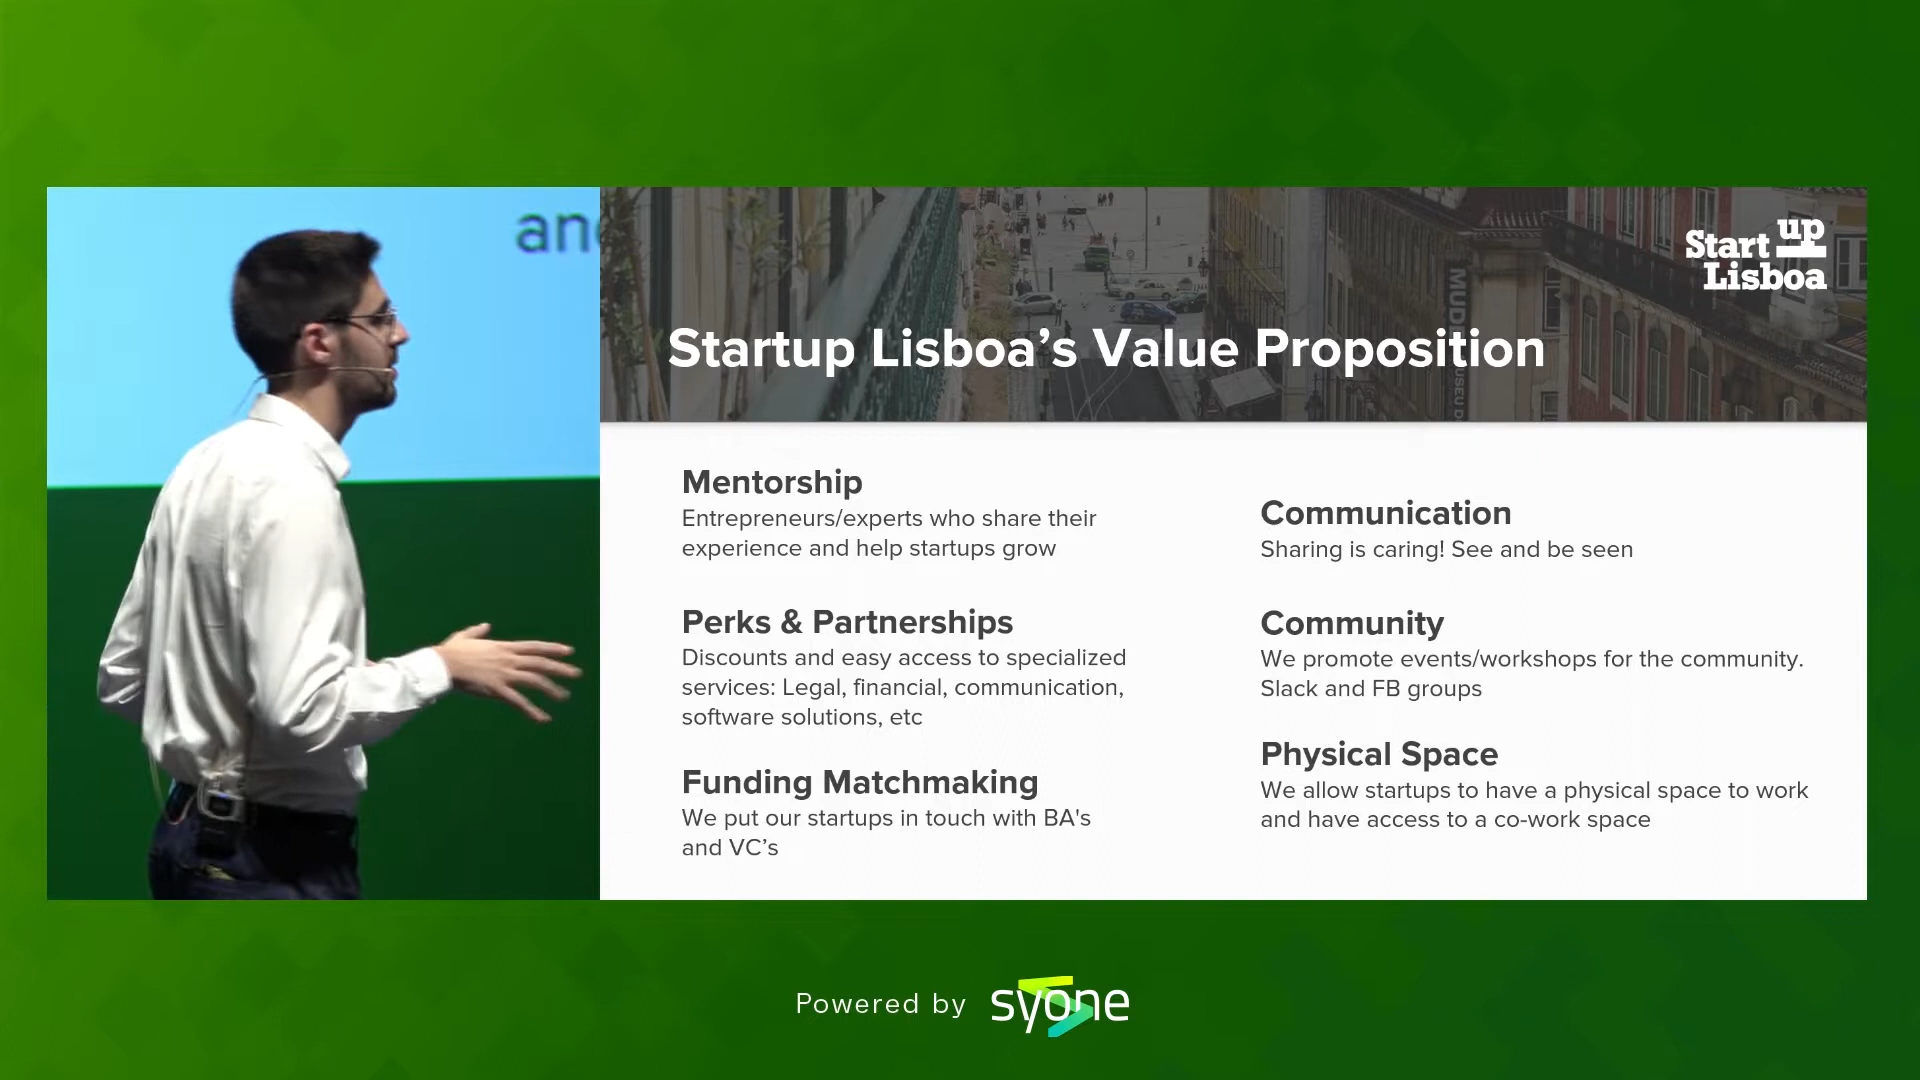 and
Start up
Lisboa
Startup Lisboa’s Value Proposition
Mentorship
Entrepreneurs/experts who share their
experience and help startups grow
Perks & Partnerships
Discounts and easy access to specialized
services: Legal, financial, communication,
software solutions, etc
Funding Matchmaking
We put our startups in touch with BA's
and VC’s
Communication
Sharing is caring! See and be seen
Community
We promote events/workshops for the community.
Slack and FB groups
Physical Space
We allow startups to have a physical space to work
and have access to a co-work space
Powered by syone